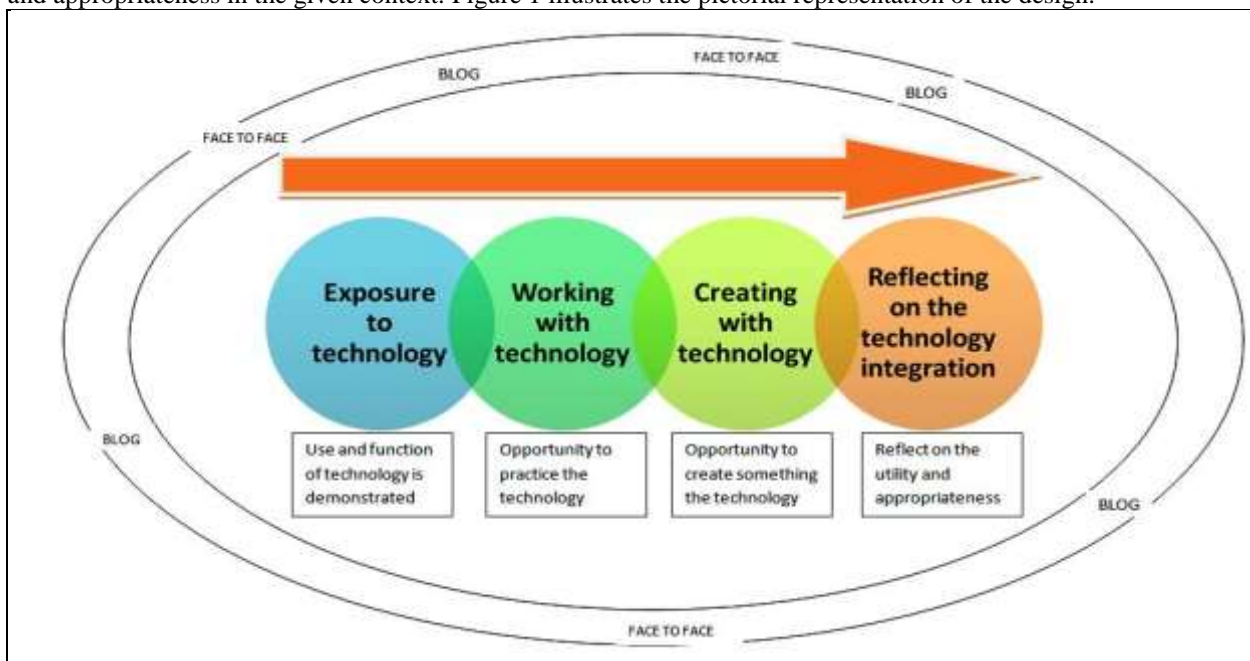 and appropriateness in the given context. Figure 1 illustrates the pictorial representation of the design.
FACE TO FACE
BLOG
BLOG
FACE TO FACE
Exposure
to
technology
Working
with
technology
Creating
with
technology
Reflecting
on the
technology
integration
Use and function
of technology is
demonstrated
Opportunity to
practice the
technology
Opportunity to
create something
the technology
Reflect on the
utility and
appropriateness
BLOG
BLOG
FACE TO FACE